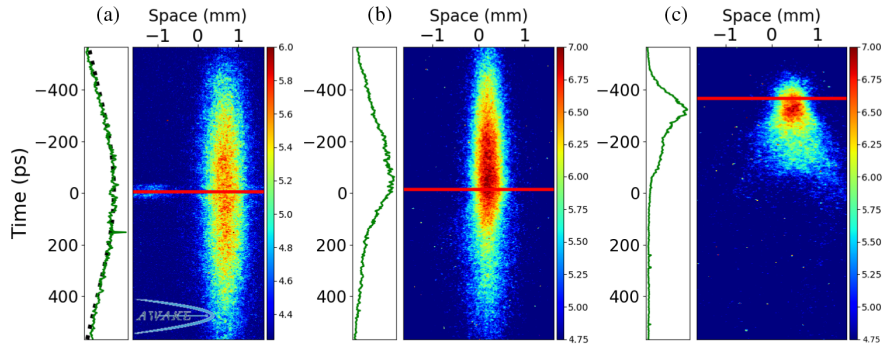 (a) Space (mm) (b) Space (mm) (c) Space (mm)
−1 0 1 −1 0 1 −1 0 1
6.0 7.00 7.00
5.8 6.75 6.75
5.6 6.50 6.50
5.4 6.25 6.25
5.2 6.00 6.00
5.0 5.75 5.75
4.8 5.50 5.50
4.6 5.25 5.25
4.4 5.00 5.00
4.75 4.75
Time (ps)
−400 −400 −400
−200 −200 −200
0 0 0
200 200 200
400 400 400
AWAKE